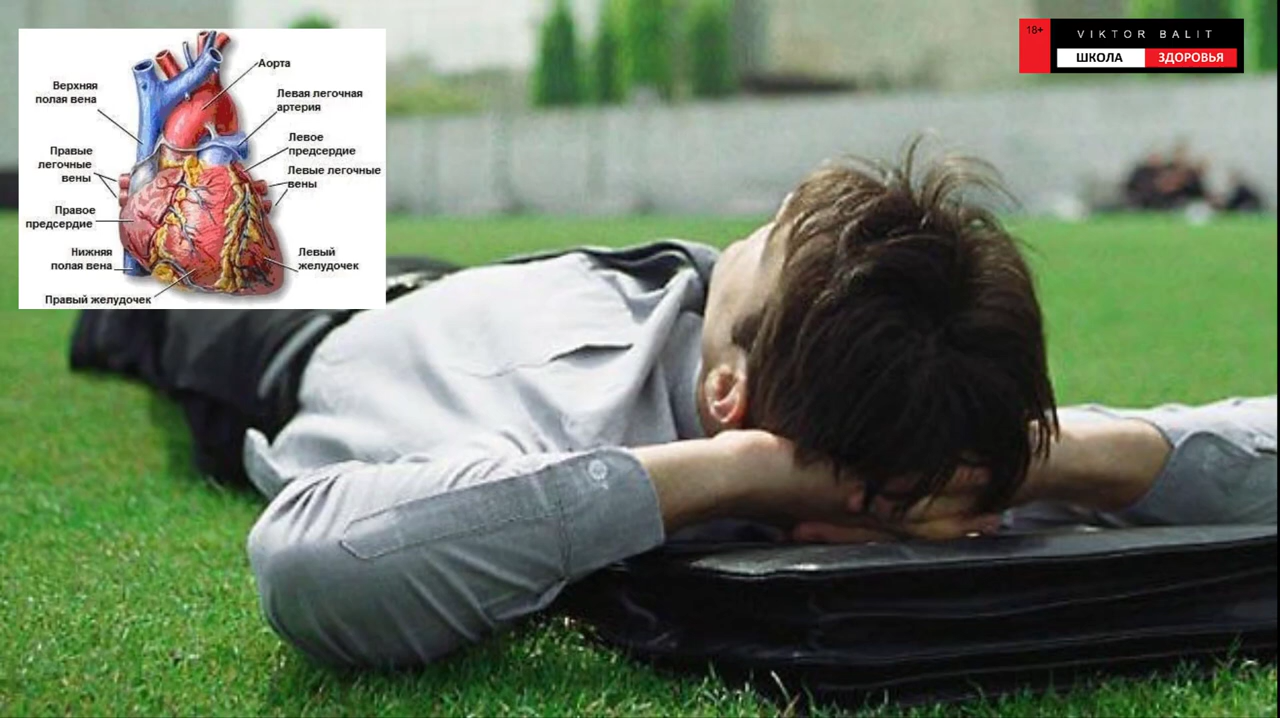 Аорта
Верхняя
полая вена
Левая легочная
артерия
Левое
предсердие
Правые
легочные
вены
Левые легочные
вены
Правое
предсердие
Нижняя
полая вена
Левый
желудочек
Правый желудочек
18+
VIKTOR BALIT
ШКОЛА ЗДОРОВЬЯ